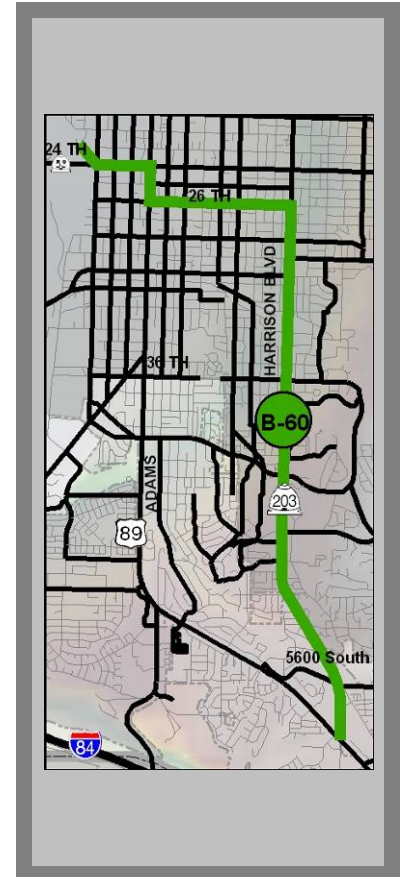 24 TH
26 TH
HARRISON BLVD
36 TH
B-60
203
ADAMS
89
5600 South
84